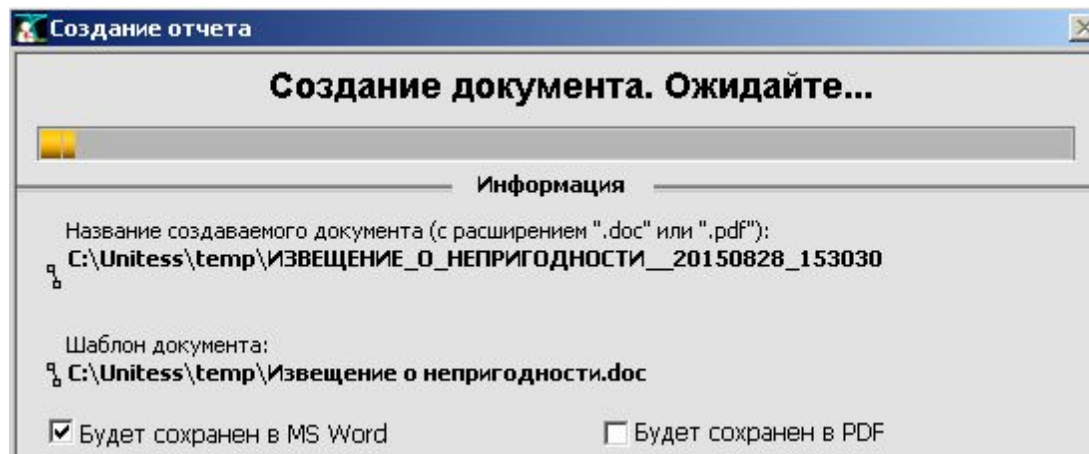 Создание отчета
Создание документа. Ожидайте...
Информация
Название создаваемого документа (с расширением ".doc" или ".pdf"):
C:\Unitess\temp\ИЗВЕЩЕНИЕ_О_НЕПРИГОДНОСТИ__20150828_153030
Шаблон документа:
C:\Unitess\temp\Извещение о непригодности.doc
Будет сохранен в MS Word
Будет сохранен в PDF